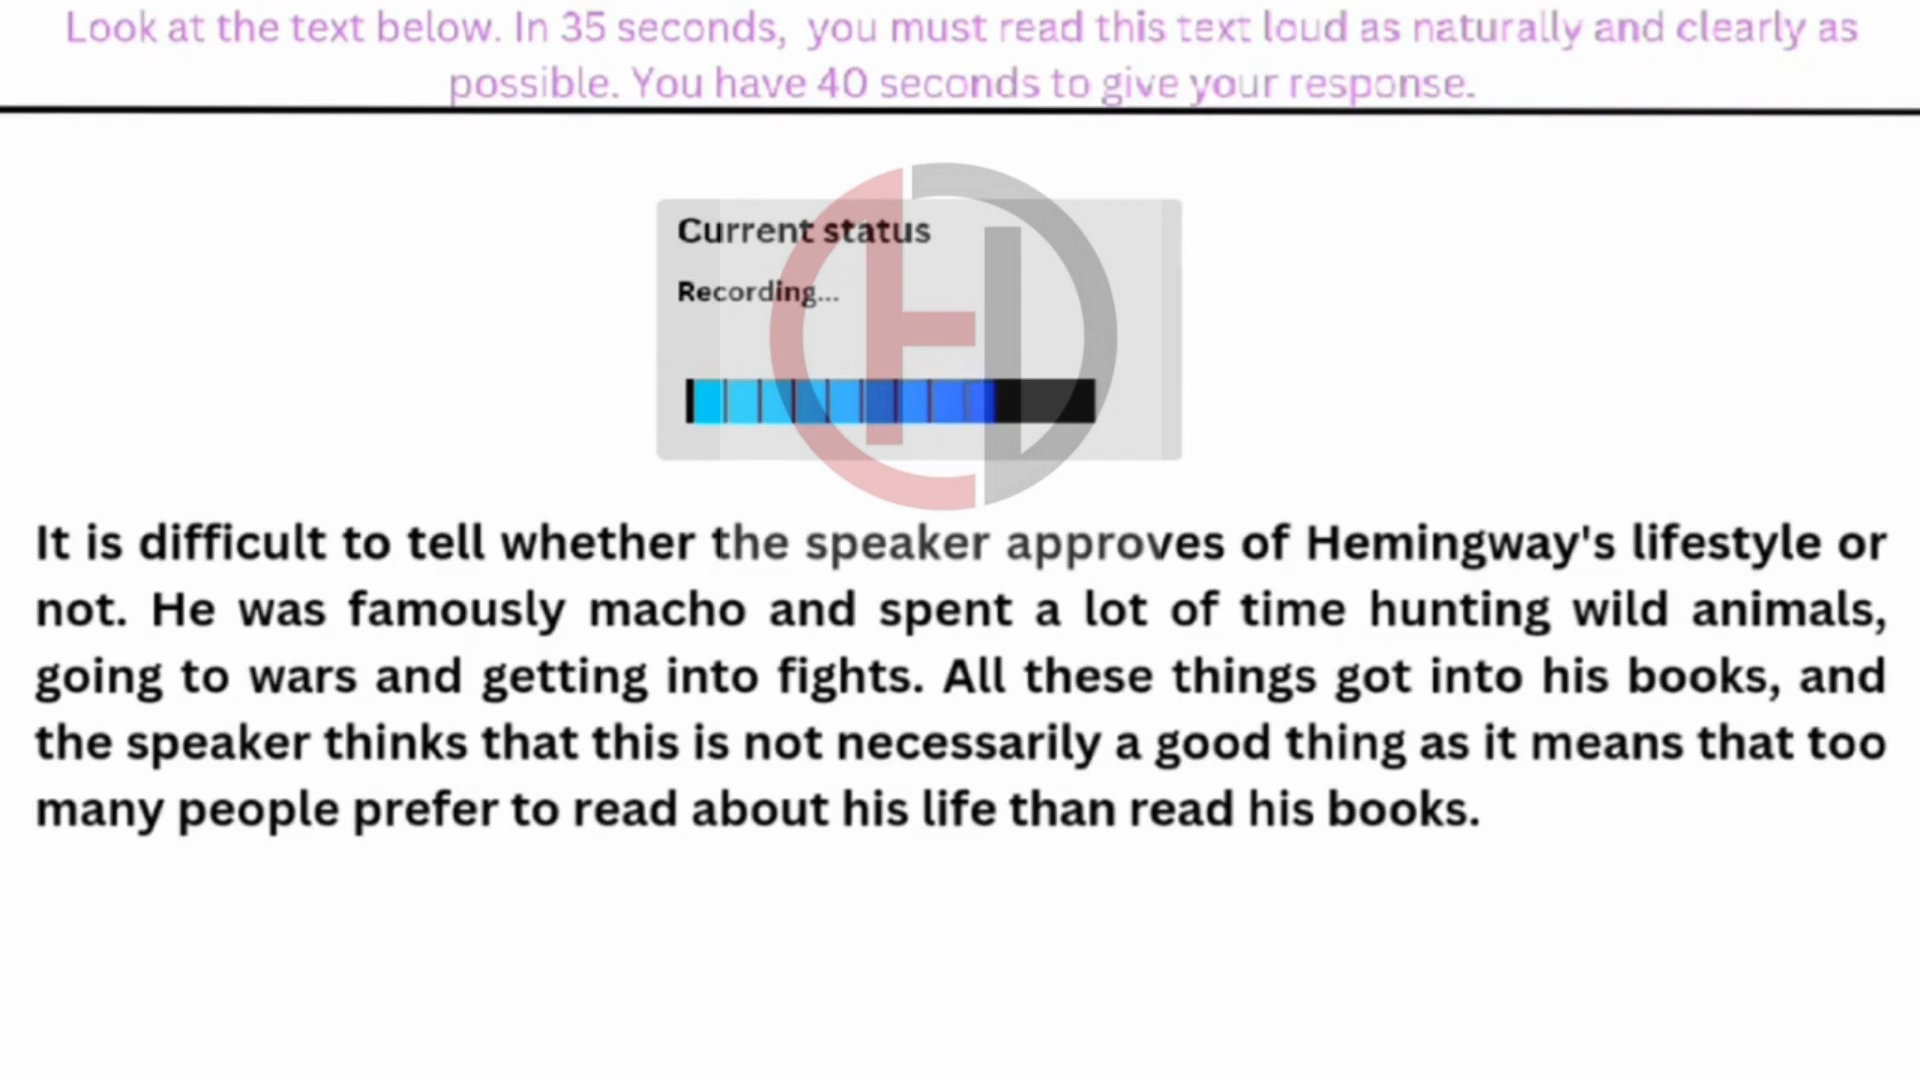 Look at the text below. In 35 seconds, you must read this text loud as naturally and clearly as
possible. You have 40 seconds to give your response.
Current status
Recording...
It is difficult to tell whether the speaker approves of Hemingway's lifestyle or
not. He was famously macho and spent a lot of time hunting wild animals,
going to wars and getting into fights. All these things got into his books, and
the speaker thinks that this is not necessarily a good thing as it means that too
many people prefer to read about his life than read his books.